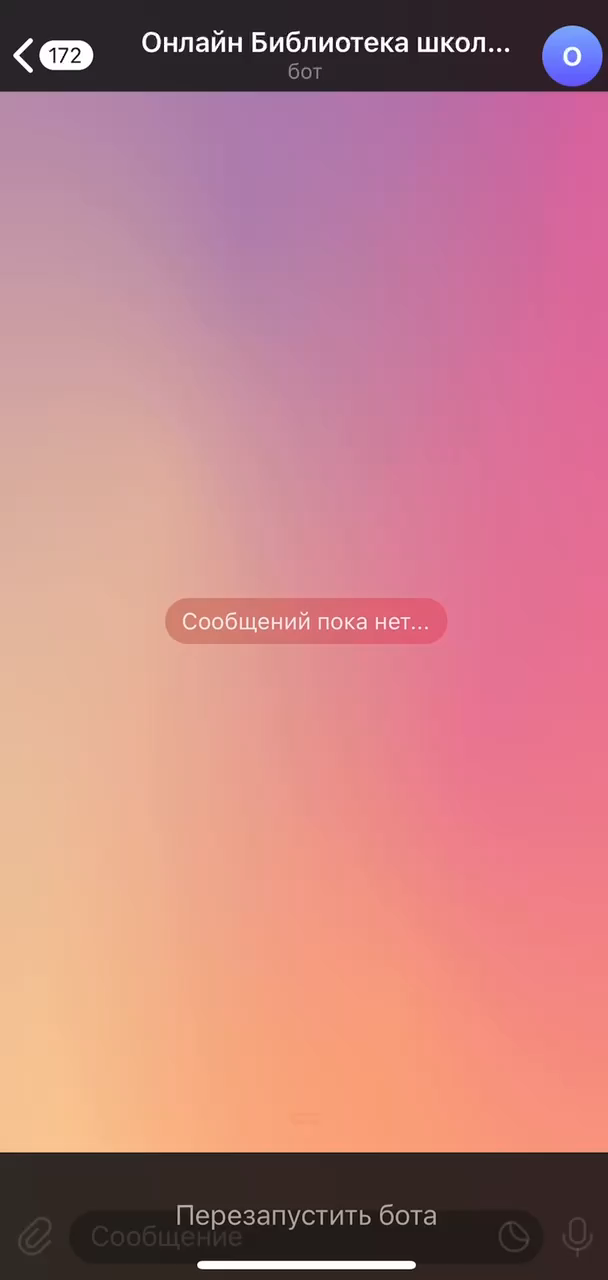 172
Онлайн Библиотека школ...
бот
О
Сообщений пока нет...
Перезапустить бота
Сообщение